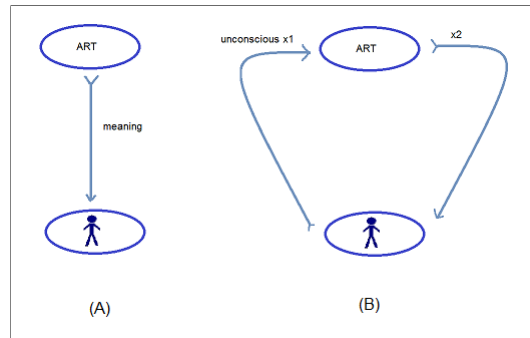 ART
meaning
(A)
unconscious x1
ART
x2
(B)